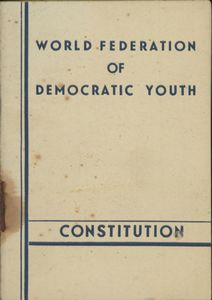 WORLD FEDERATION
OF
DEMOCRATIC YOUTH
CONSTITUTION